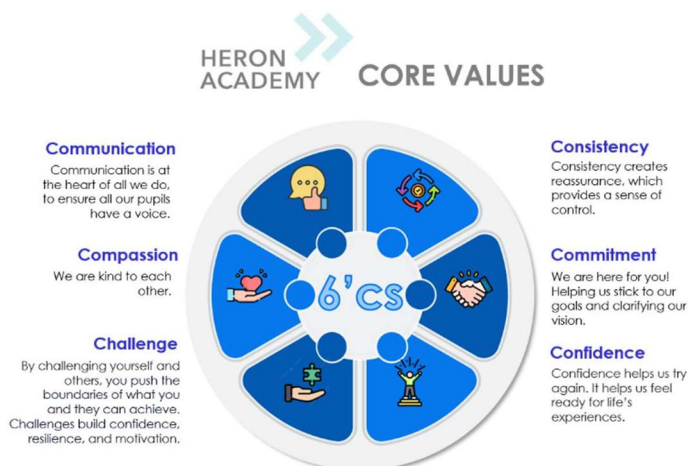 HERON
ACADEMY
CORE VALUES
Communication
Communication is at
the heart of all we do,
to ensure all our pupils
have a voice.
Compassion
We are kind to each
other.
Challenge
By challenging yourself and
others, you push the
boundaries of what you
and they can achieve.
Challenges build confidence,
resilience, and motivation.
6'cs
Consistency
Consistency creates
reassurance, which
provides a sense of
control.
Commitment
We are here for you!
Helping us stick to our
goals and clarifying our
vision.
Confidence
Confidence helps us try
again. It helps us feel
ready for life's
experiences.